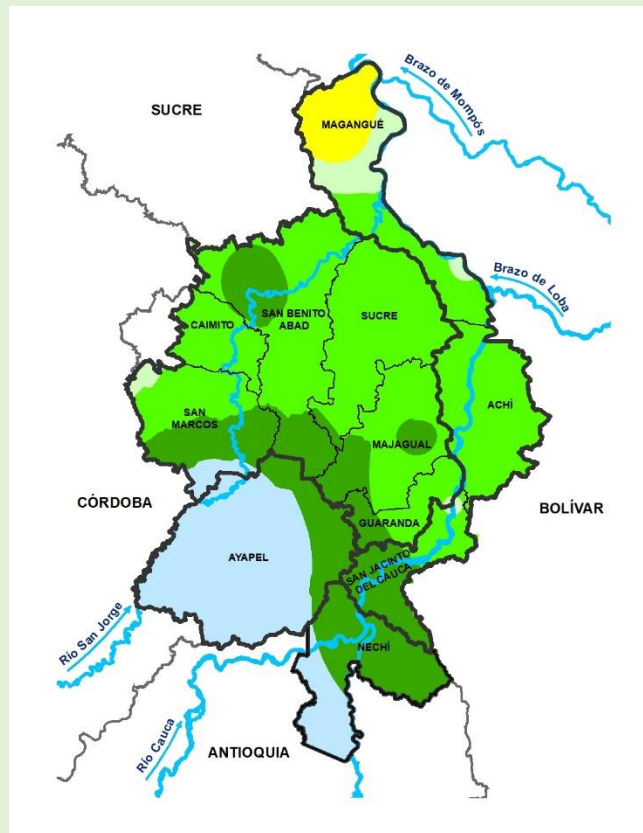 Brazo de Mompós
SUCRE
MAGANGUÉ
Brazo de Loba
SAN BENITO
ABAD
SUCRE
CAIMITO
ACHÍ
SAN
MARCOS
MAJAGUAL
CÓRDOBA
BOLÍVAR
GUARANDA
AYAPEL
SAN JACINTO
DEL CAUCA
Río San Jorge
NECHÍ
Río Cauca
ANTIOQUIA